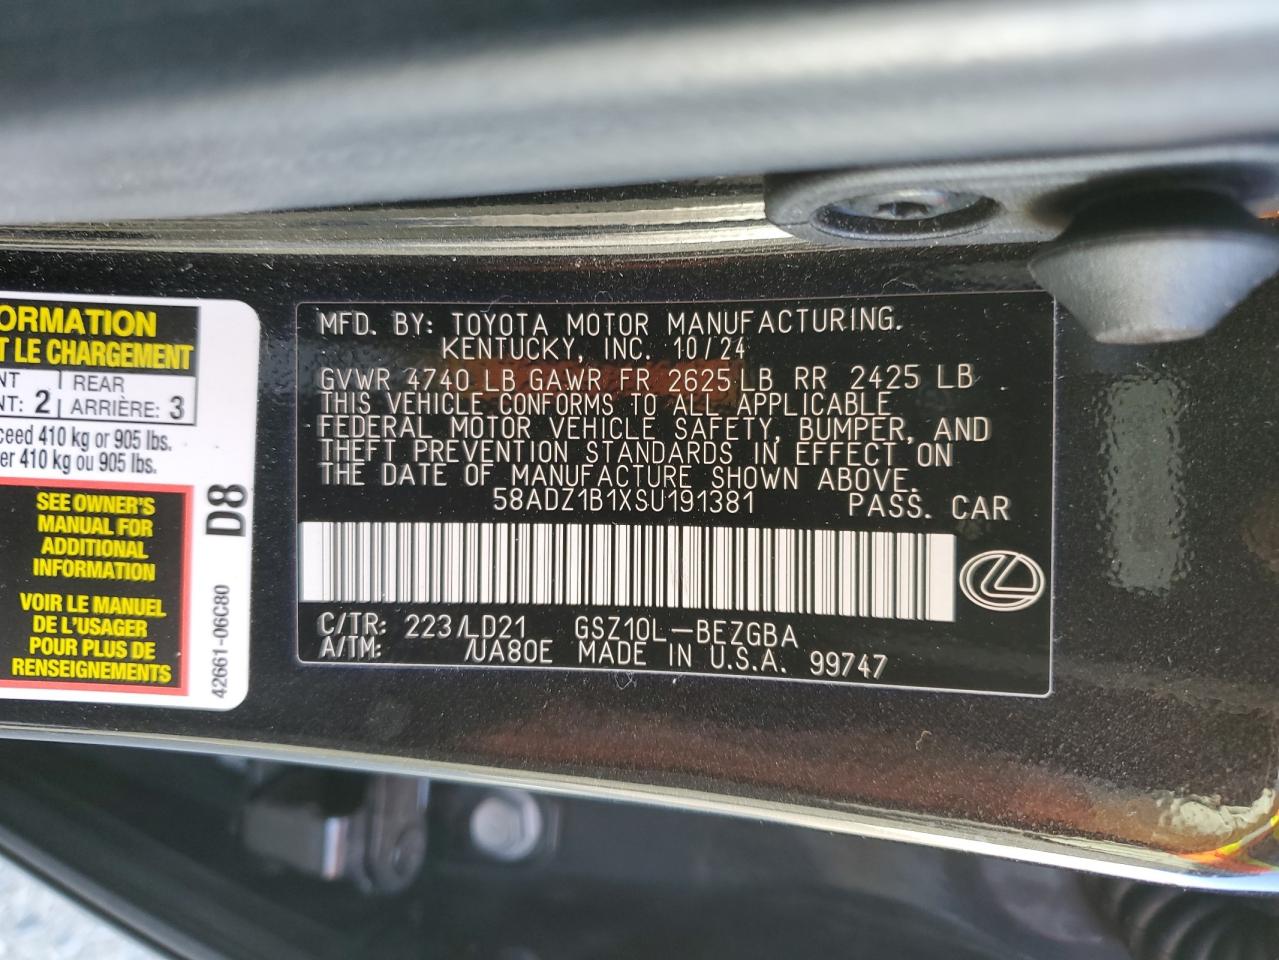 ORMATION
T LE CHARGEMENT
NT 2 REAR 3
NT: ARRIÈRE:
ceed 410 kg or 905 lbs.
er 410 kg ou 905 lbs.
SEE OWNER'S
MANUAL FOR
ADDITIONAL
INFORMATION
VOIR LE MANUEL
DE L'USAGER
POUR PLUS DE
RENSEIGNEMENTS
D8
42661-06C80
MFD. BY: TOYOTA MOTOR MANUFACTURING.
KENTUCKY, INC. 10/24
GVWR 4740 LB GAWR FR 2625 LB RR 2425 LB
THIS VEHICLE CONFORMS TO ALL APPLICABLE
FEDERAL MOTOR VEHICLE SAFETY, BUMPER, AND
THEFT PREVENTION STANDARDS IN EFFECT ON
THE DATE OF MANUFACTURE SHOWN ABOVE.
58ADZ1B1XSU191381 PASS. CAR
C/TR: 223/LD21 GSZ10L-BEZGBA
A/TM: /UA80E MADE IN U.S.A. 99747